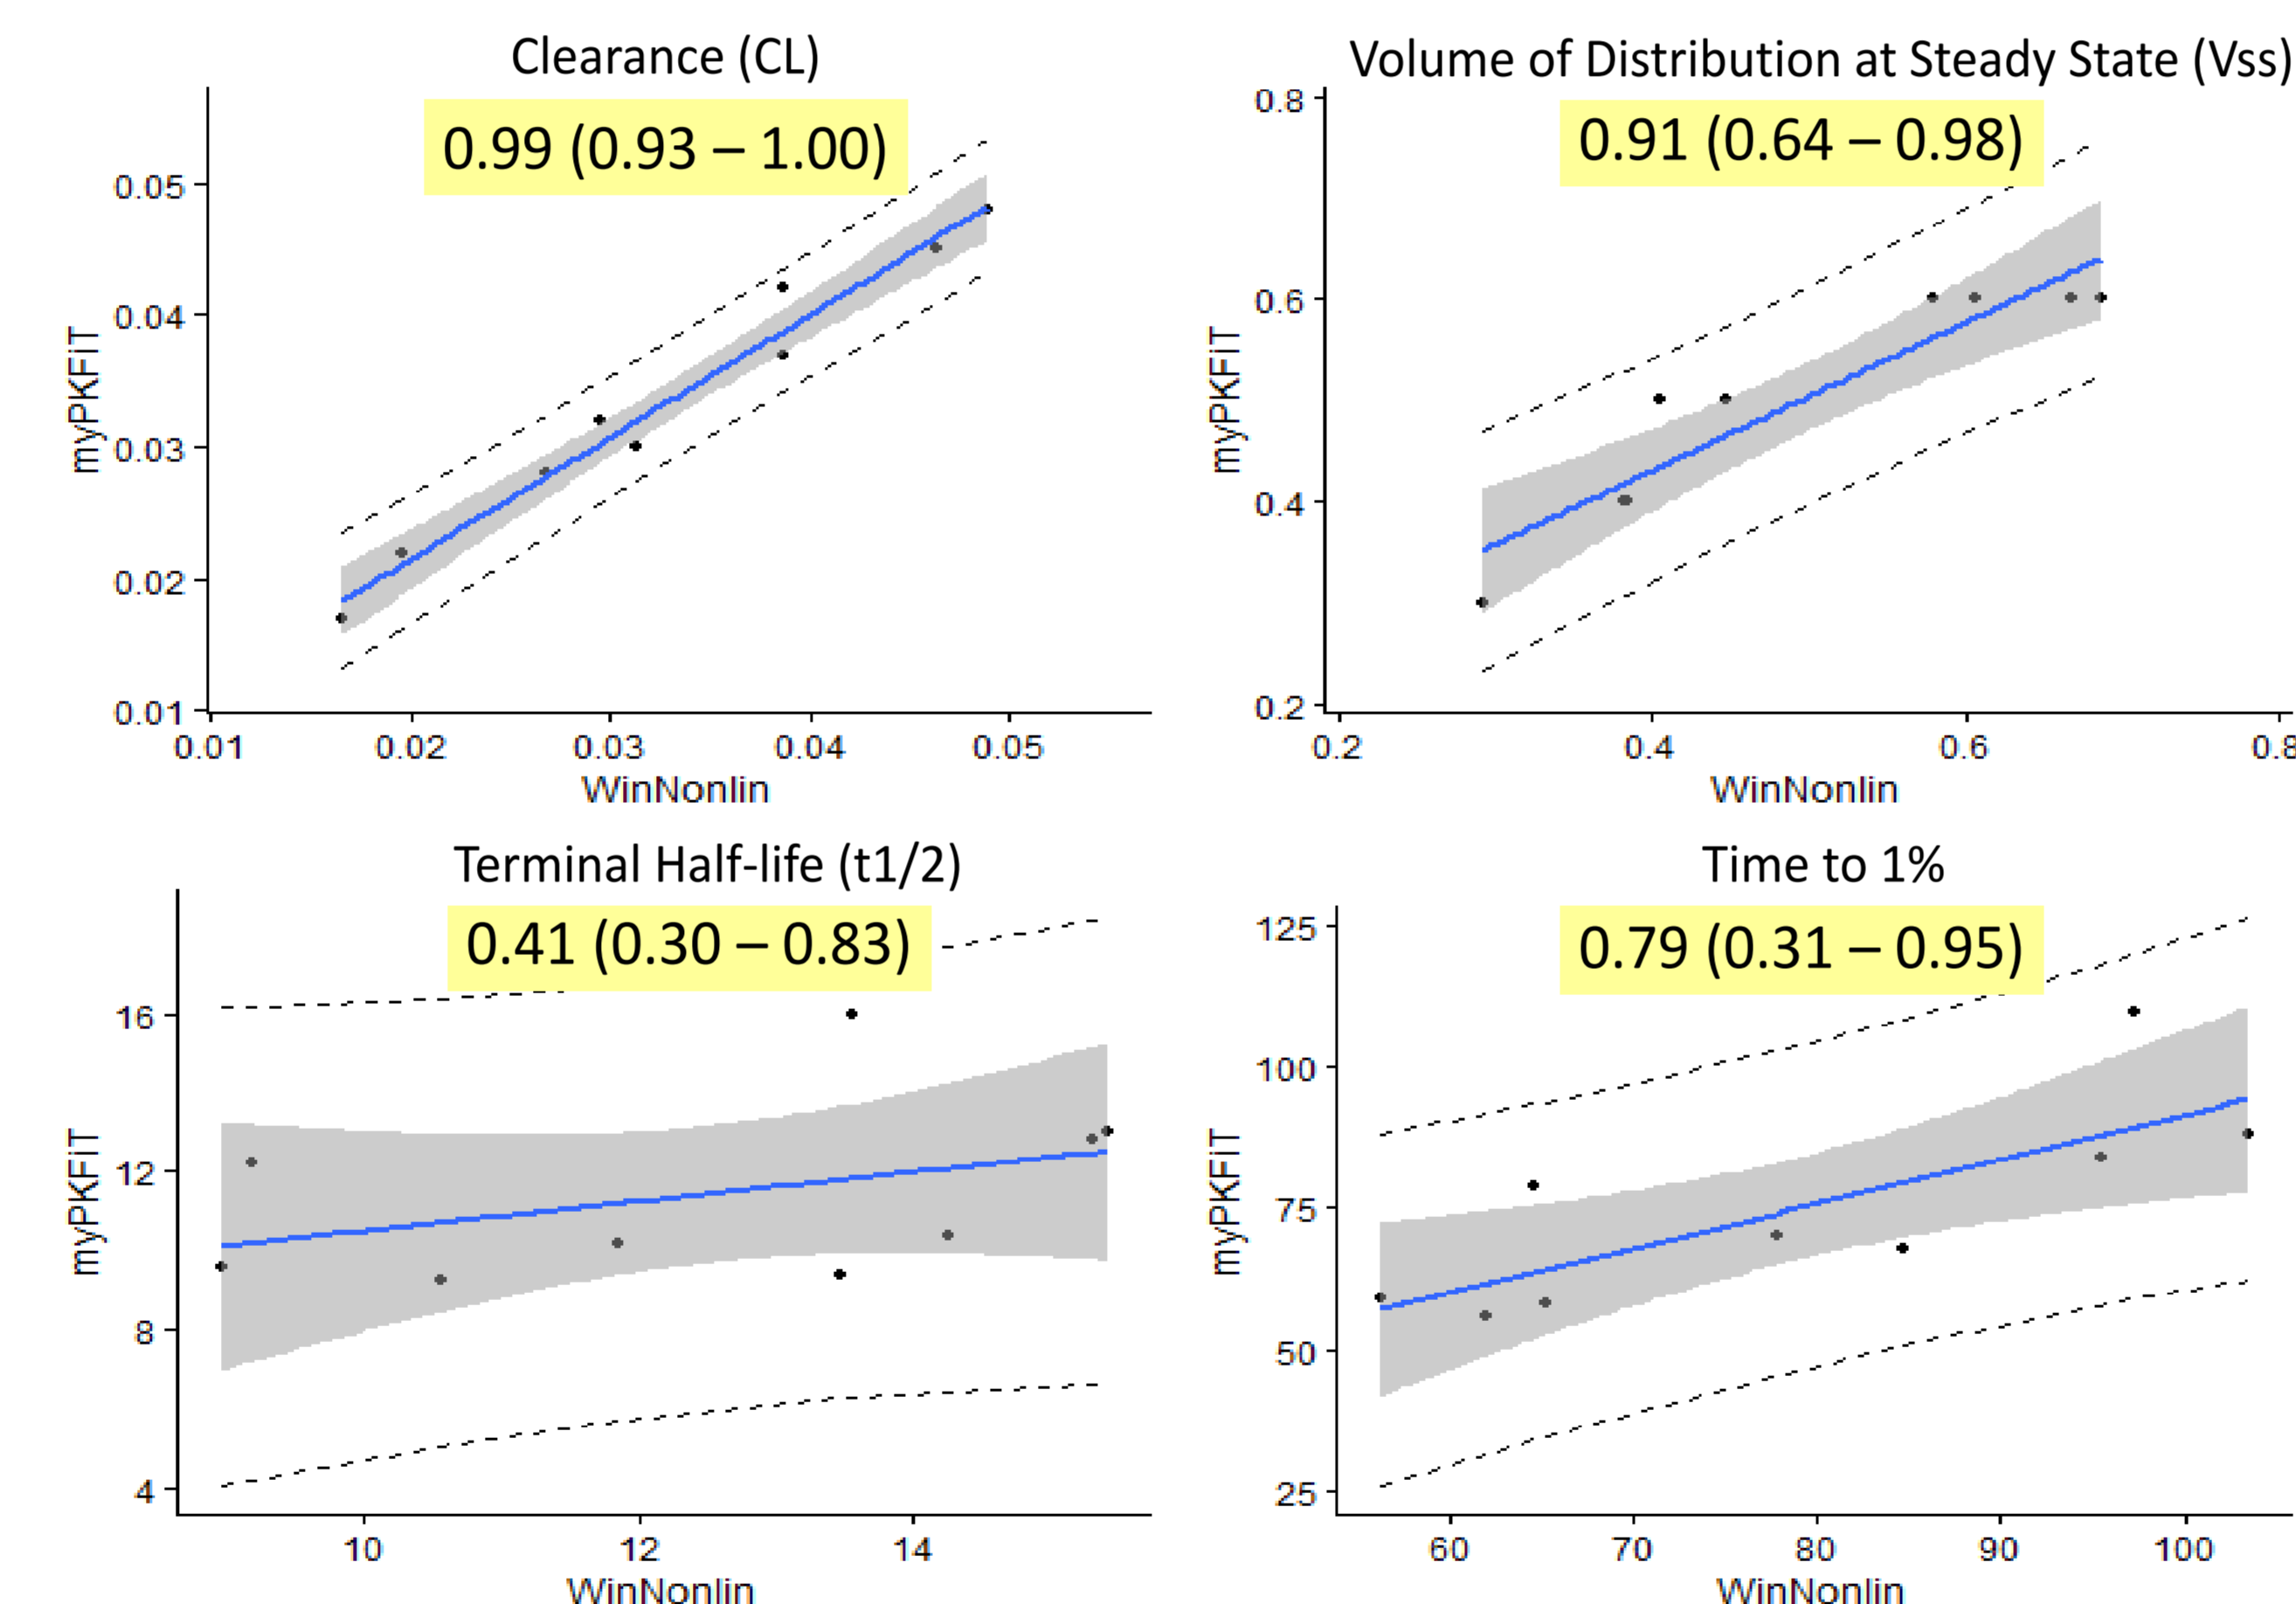 Clearance (CL)
0.99 (0.93 – 1.00)
0.05
0.04
0.03
0.02
0.01
myPKFiT
0.01 0.02 0.03 0.04 0.05
WinNonlin
Volume of Distribution at Steady State (Vss)
0.91 (0.64 – 0.98)
0.8
0.6
0.4
0.2
myPKFiT
0.2 0.4 0.6 0.8
WinNonlin
Terminal Half-life (t1/2)
0.41 (0.30 – 0.83)
16
12
8
4
myPKFiT
10 12 14
WinNonlin
Time to 1%
0.79 (0.31 – 0.95)
125
100
75
50
25
myPKFiT
60 70 80 90 100
WinNonlin